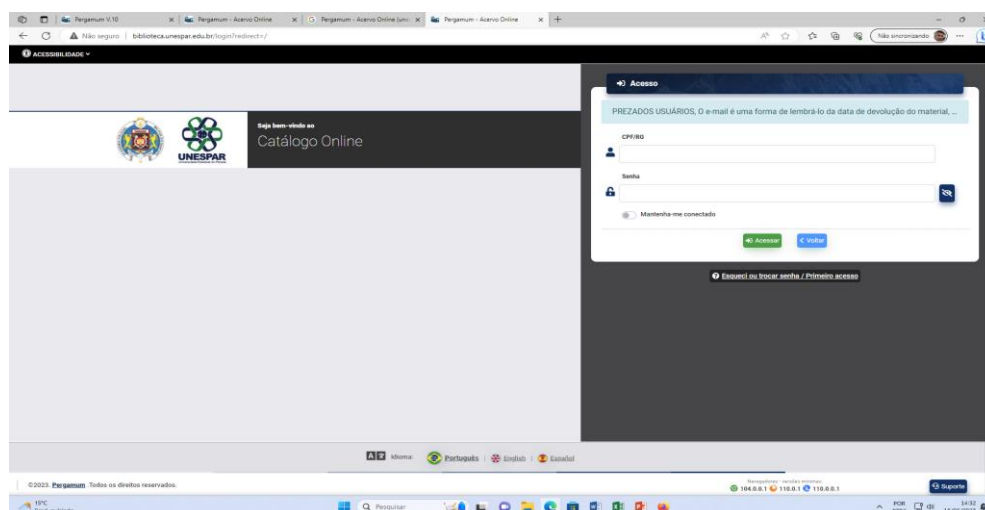 Pergamum V.10
Pergamum - Acervo Online
Pergamum - Acervo Online
Pergamum - Acervo Online
Não seguro
biblioteca.unespar.edu.br/login?redirect=/
Não sincronizando
ACESSIBILIDADE
Acesso
PREZADOS USUÁRIOS, O e-mail é uma forma de lembrá-lo da data de devolução do material, ...
CPF/RG
Seja bem-vindo ao
Catálogo Online
UNESPAR
Senha
Mantenha-me conectado
Acessar
Voltar
Esqueci ou trocar senha / Primeiro acesso
Idioma:
Português | English | Español
©2023. Pergamum. Todos os direitos reservados.
104.0.0.1 110.0.1 110.0.0.1
Suporte
19°C
Pesquisar
POR
14:32